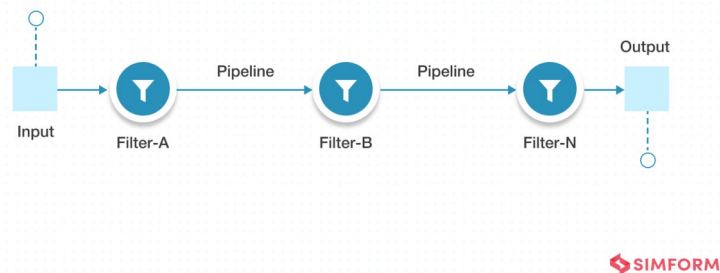 Output
Pipeline
Pipeline
Input
Filter-A
Filter-B
Filter-N
SIMFORM